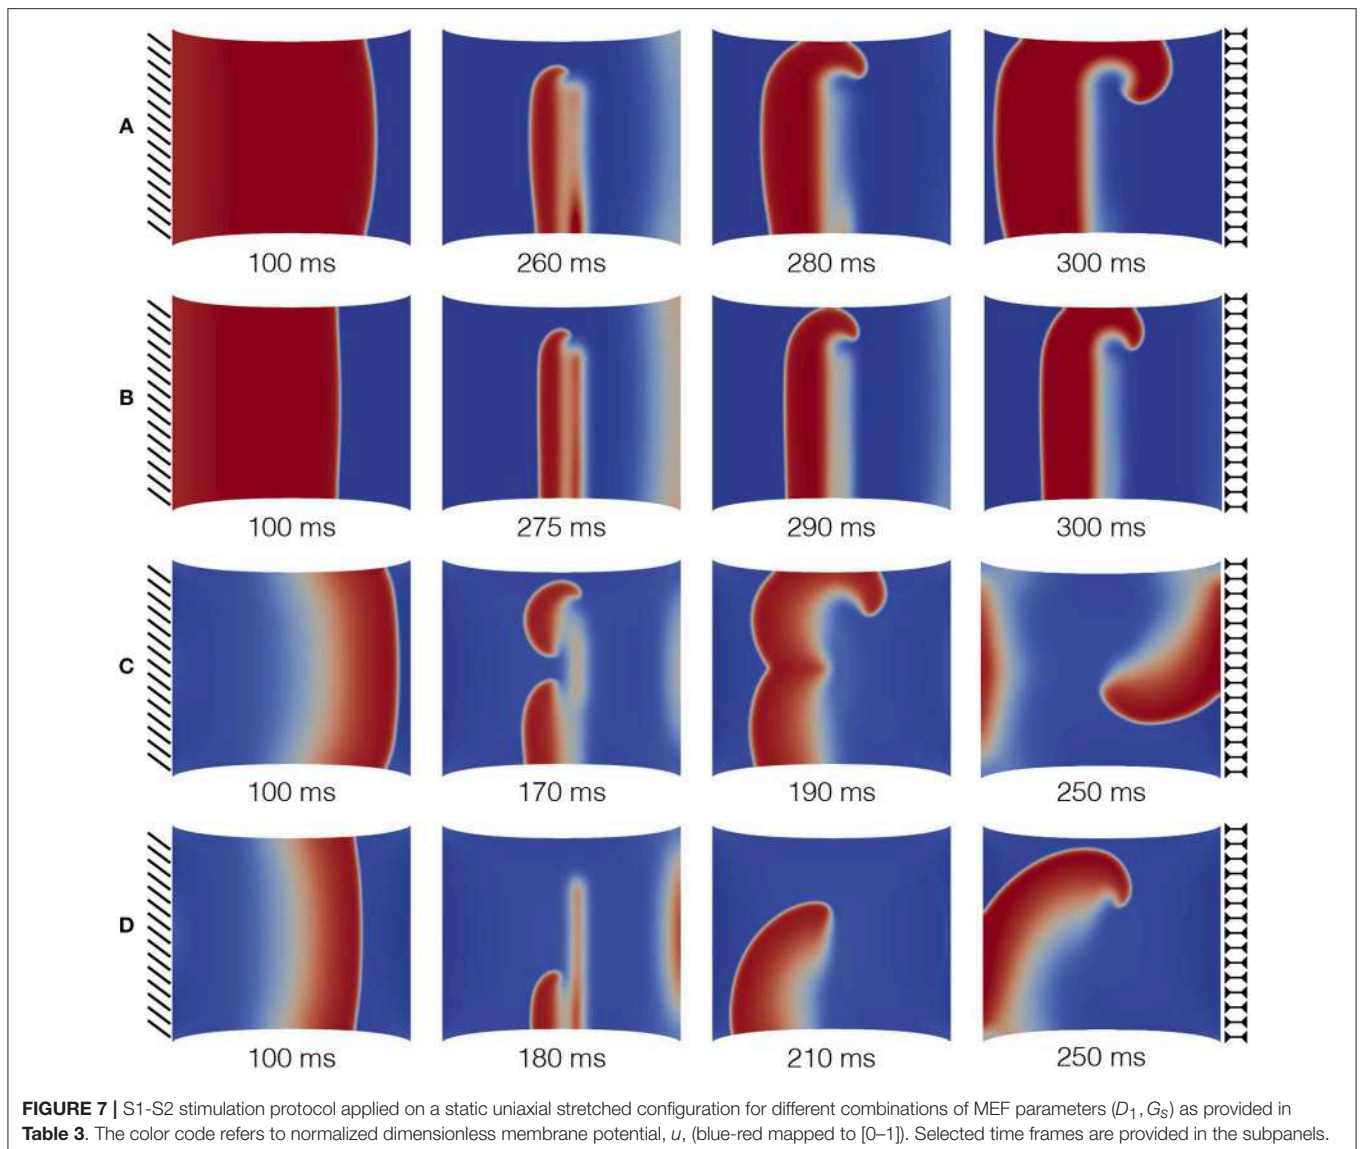 A
100 ms 260 ms 280 ms 300 ms
B
100 ms 275 ms 290 ms 300 ms
C
100 ms 170 ms 190 ms 250 ms
D
100 ms 180 ms 210 ms 250 ms
FIGURE 7 | S1-S2 stimulation protocol applied on a static uniaxial stretched configuration for different combinations of MEF parameters (D₁, Gₛ) as provided in
Table 3. The color code refers to normalized dimensionless membrane potential, u, (blue-red mapped to [0–1]). Selected time frames are provided in the subpanels.